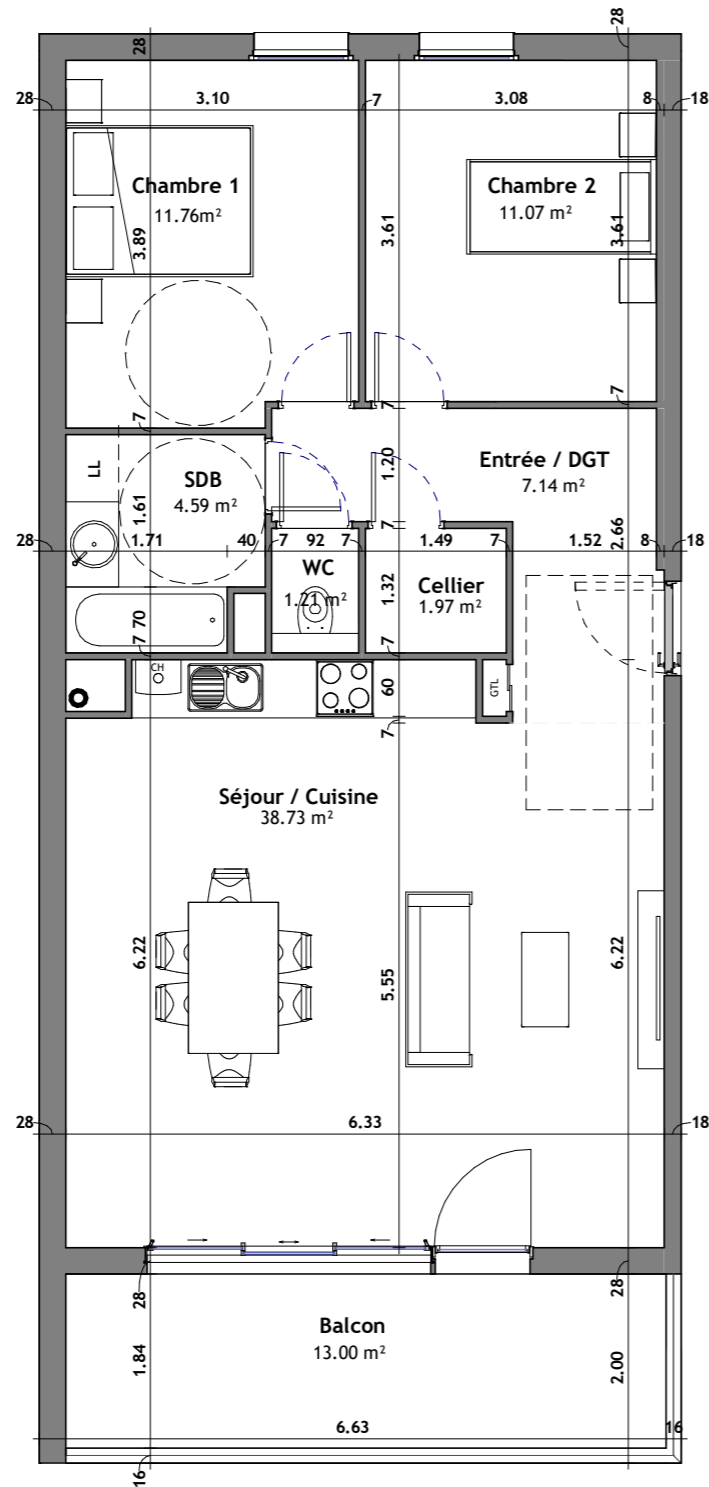 28
28
28
3.10
7
3.08
8
18
Chambre 1
11.76m²
Chambre 2
11.07 m²
3.89
3.61
3.61
7
7
7
LL
SDB
4.59 m²
1.61
1.20
Entrée / DGT
7.14 m²
2.66
28
1.71
40
7
92
7
7
1.49
7
1.52
8
18
WC
1.21 m²
1.32
Cellier
1.97 m²
70
7
7
CH
60
GTL
7
Séjour / Cuisine
38.73 m²
6.22
5.55
6.22
28
6.33
18
28
28
Balcon
13.00 m²
1.84
2.00
6.63
16
16